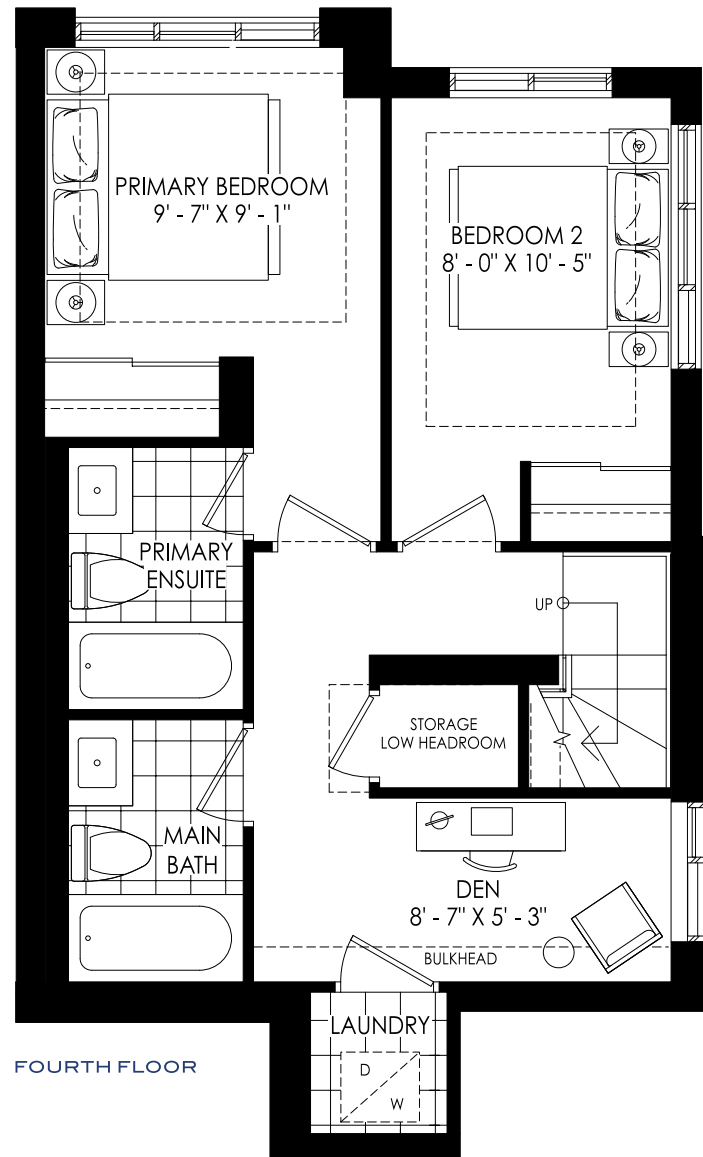 PRIMARY BEDROOM
9' - 7" X 9' - 1"
BEDROOM 2
8' - 0" X 10' - 5"
PRIMARY
ENSUITE
UP
STORAGE
LOW HEADROOM
MAIN
BATH
DEN
8' - 7" X 5' - 3"
BULKHEAD
LAUNDRY
D
W
FOURTH FLOOR